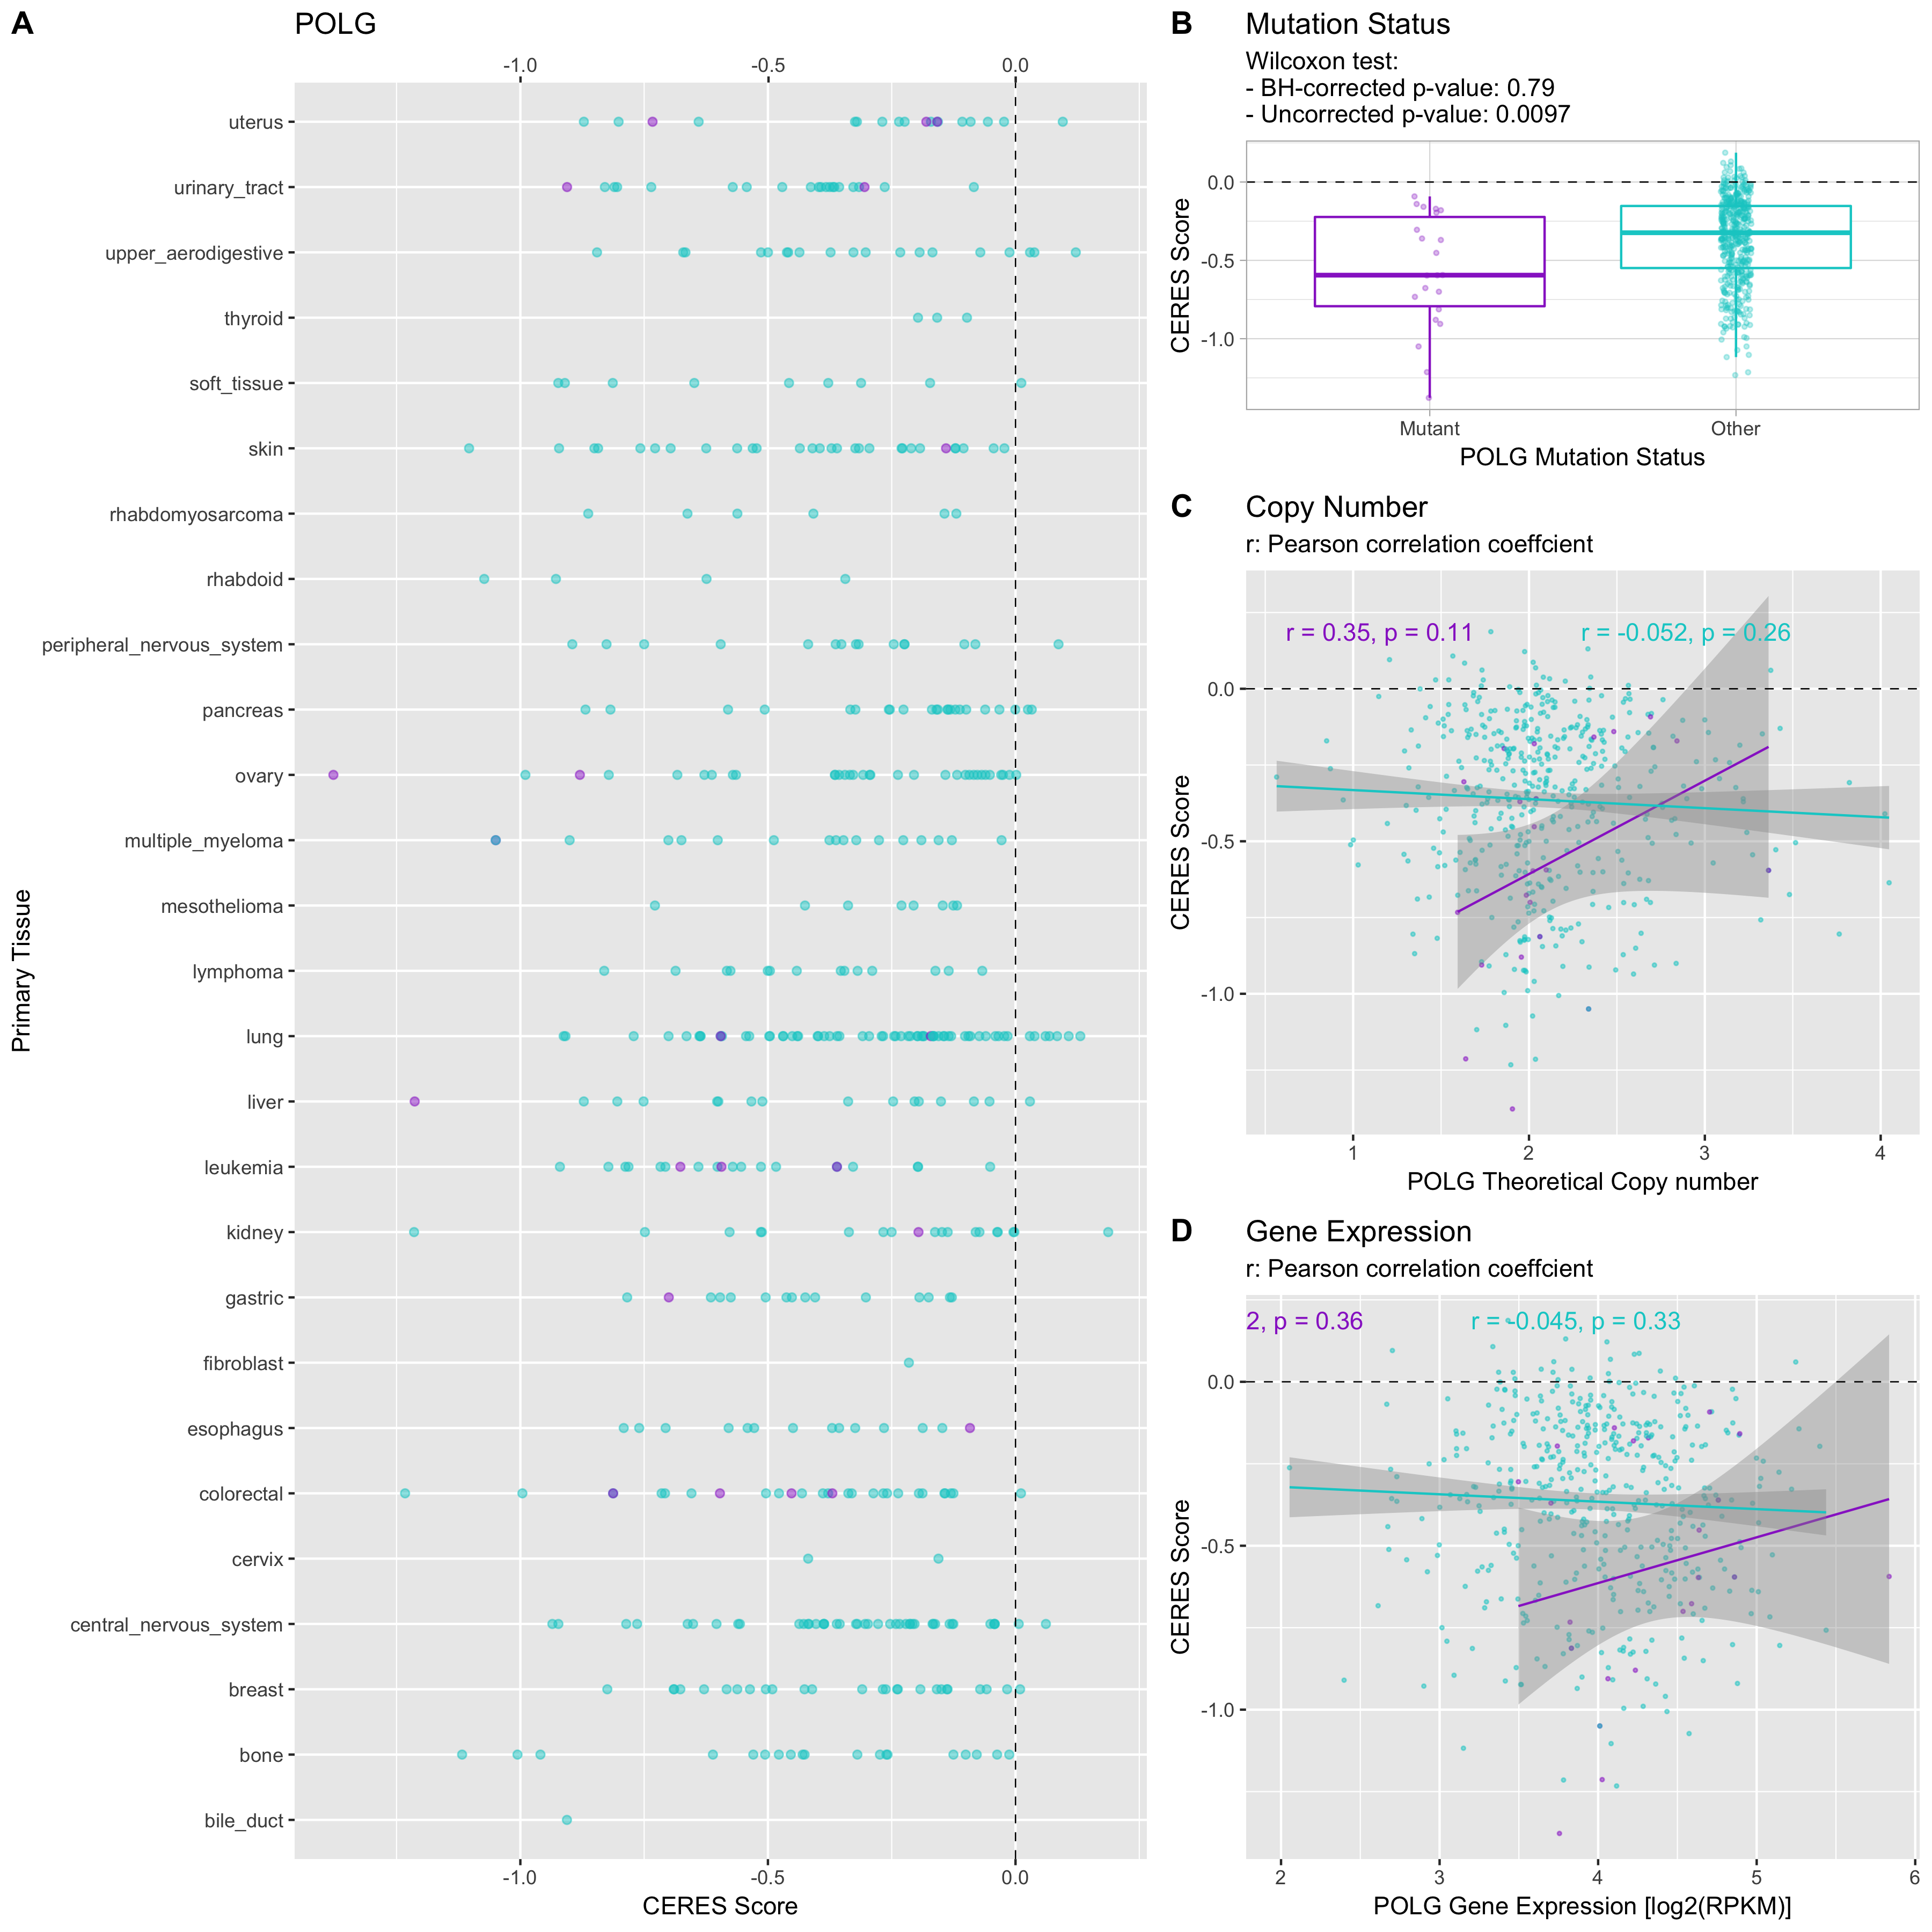 A
POLG
-1.0
-0.5
0.0
uterus
urinary_tract
upper_aerodigestive
thyroid
soft_tissue
skin
rhabdomyosarcoma
rhabdoid
peripheral_nervous_system
pancreas
ovary
multiple_myeloma
mesothelioma
lymphoma
lung
liver
leukemia
kidney
gastric
fibroblast
esophagus
colorectal
cervix
central_nervous_system
breast
bone
bile_duct
Primary Tissue
-1.0
-0.5
0.0
CERES Score
B
Mutation Status
Wilcoxon test:
- BH-corrected p-value: 0.79
- Uncorrected p-value: 0.0097
0.0
-0.5
-1.0
CERES Score
Mutant
Other
POLG Mutation Status
C
Copy Number
r: Pearson correlation coeffcient
r = 0.35, p = 0.11
r = -0.052, p = 0.26
0.0
-0.5
-1.0
CERES Score
1
2
3
4
POLG Theoretical Copy number
D
Gene Expression
r: Pearson correlation coeffcient
2, p = 0.36
r = -0.045, p = 0.33
0.0
-0.5
-1.0
CERES Score
2
3
4
5
6
POLG Gene Expression [log2(RPKM)]